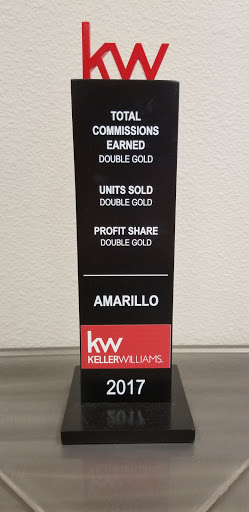 kw
TOTAL
COMMISSIONS
EARNED
DOUBLE GOLD
UNITS SOLD
DOUBLE GOLD
PROFIT SHARE
DOUBLE GOLD
AMARILLO
kw
KELLERWILLIAMS.
2017